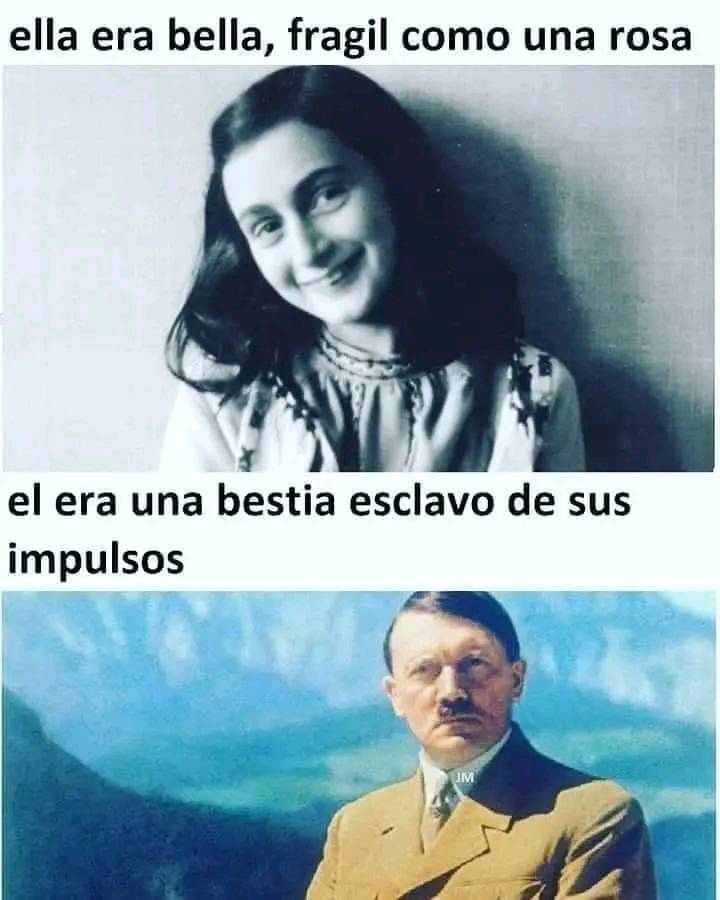 ella era bella, fragil como una rosa
el era una bestia esclavo de sus
impulsos
JM